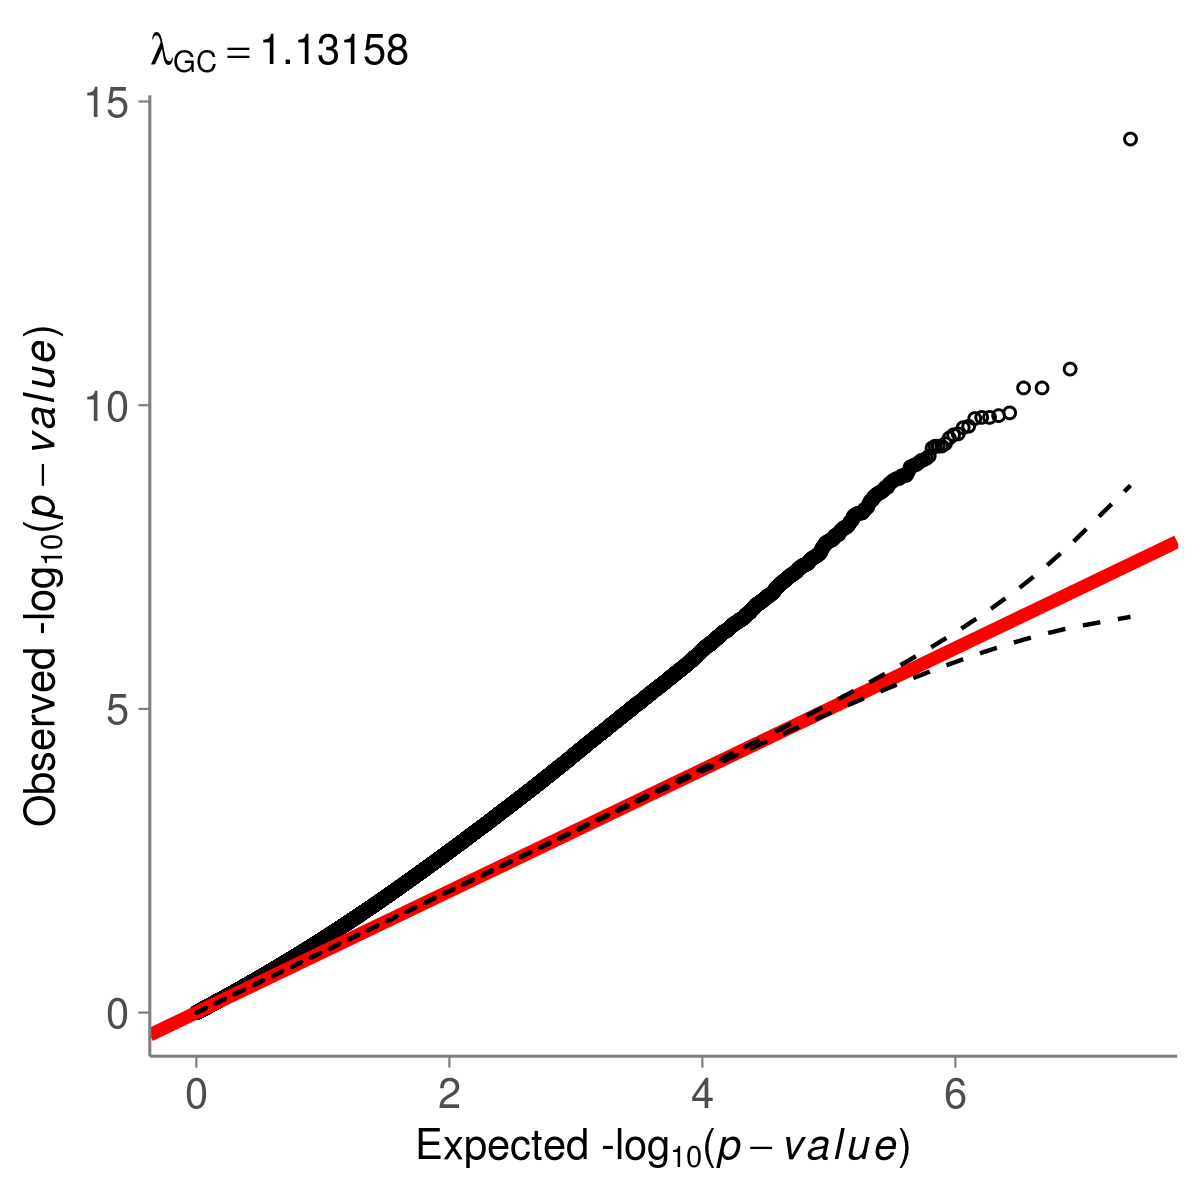 λGC = 1.13158
15
10
5
0
Observed -log10(p − value)
0 2 4 6
Expected -log10(p − value)